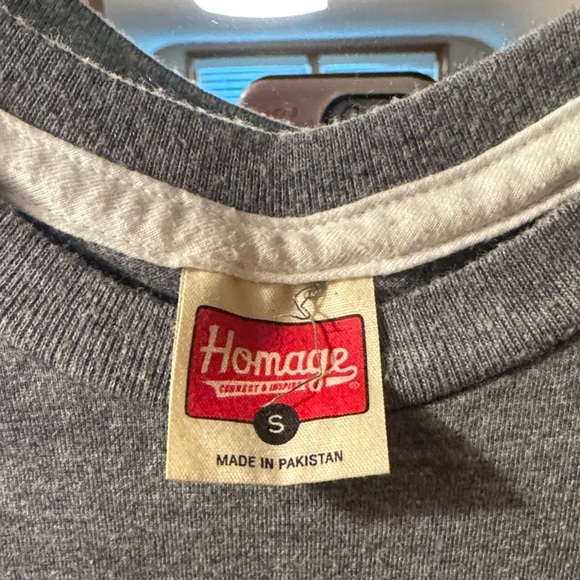 Homage
CONNECT & INSPIRE
S
MADE IN PAKISTAN